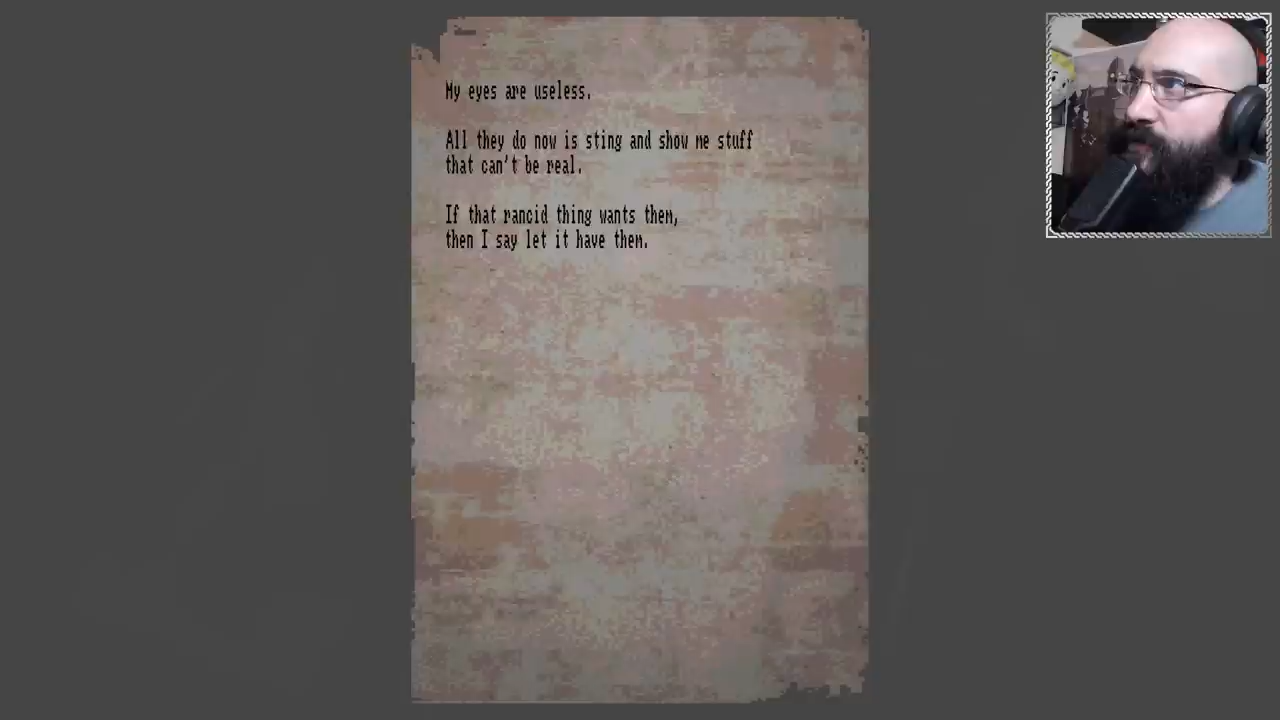 My eyes are useless.
All they do now is sting and show me stuff
that can't be real.
If that rancid thing wants them,
then I say let it have them.